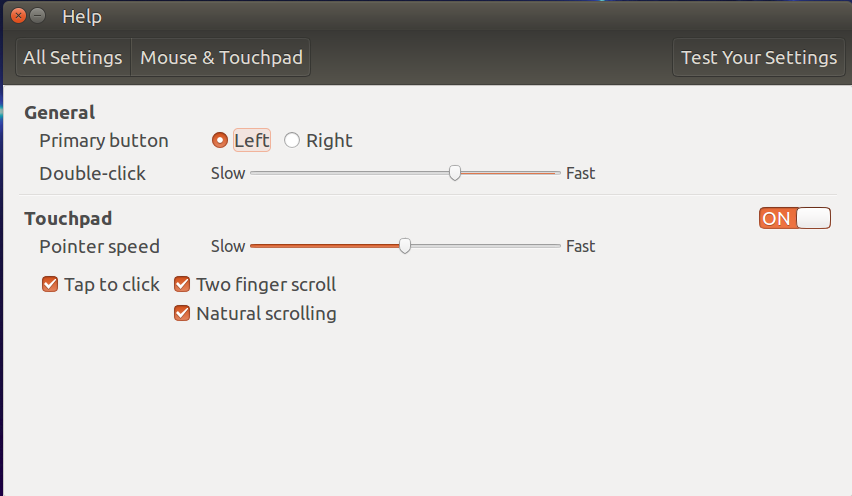 Help
All Settings Mouse & Touchpad Test Your Settings
General
Primary button Left Right
Double-click Slow Fast
Touchpad ON
Pointer speed Slow Fast
Tap to click Two finger scroll
Natural scrolling